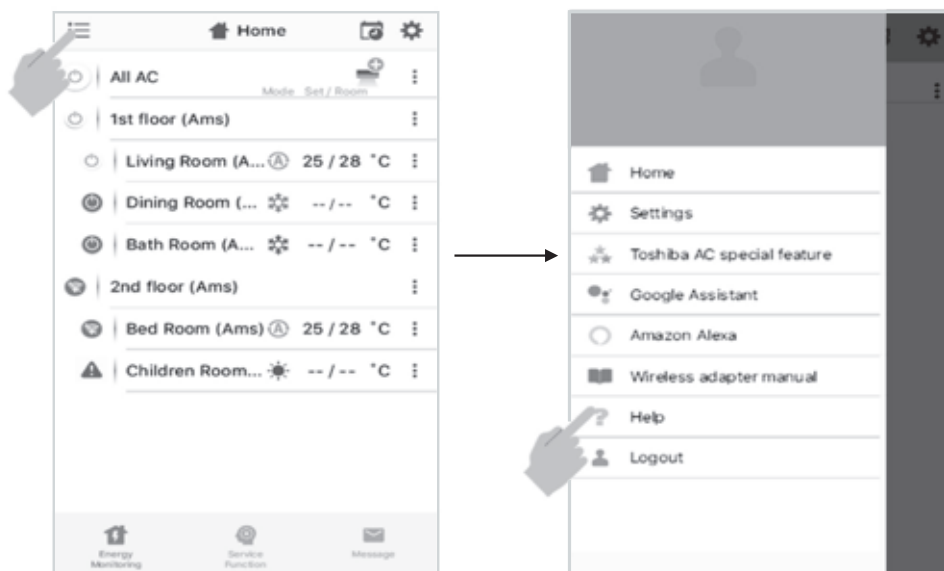 Home
All AC
Mode Set / Room
1st floor (Ams)
Living Room (A... A 25 / 28 °C
Dining Room (... -- / -- °C
Bath Room (A... -- / -- °C
2nd floor (Ams)
Bed Room (Ams) A 25 / 28 °C
Children Room... -- / -- °C
Energy Monitoring
Service Function
Message
Home
Settings
Toshiba AC special feature
Google Assistant
Amazon Alexa
Wireless adapter manual
Help
Logout